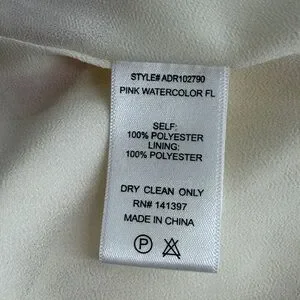 STYLE# ADR102790
PINK WATERCOLOR FL
SELF:
100% POLYESTER
LINING:
100% POLYESTER
DRY CLEAN ONLY
RN# 141397
MADE IN CHINA
P